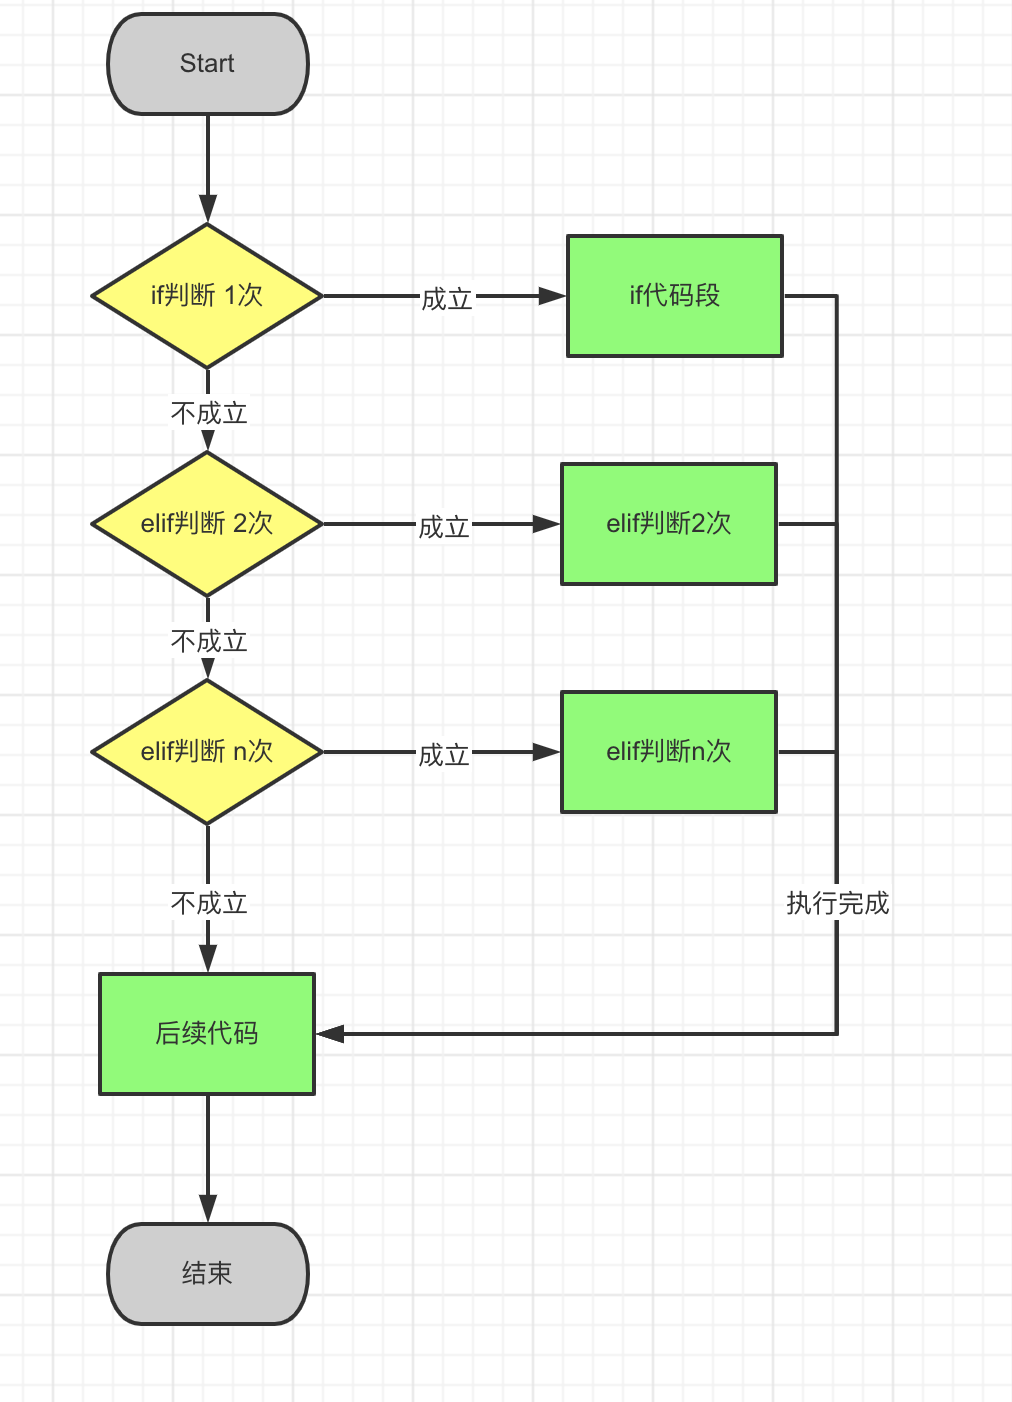 Start
if判断 1次
成立
if代码段
不成立
elif判断 2次
成立
elif判断2次
不成立
elif判断 n次
成立
elif判断n次
不成立
执行完成
后续代码
结束